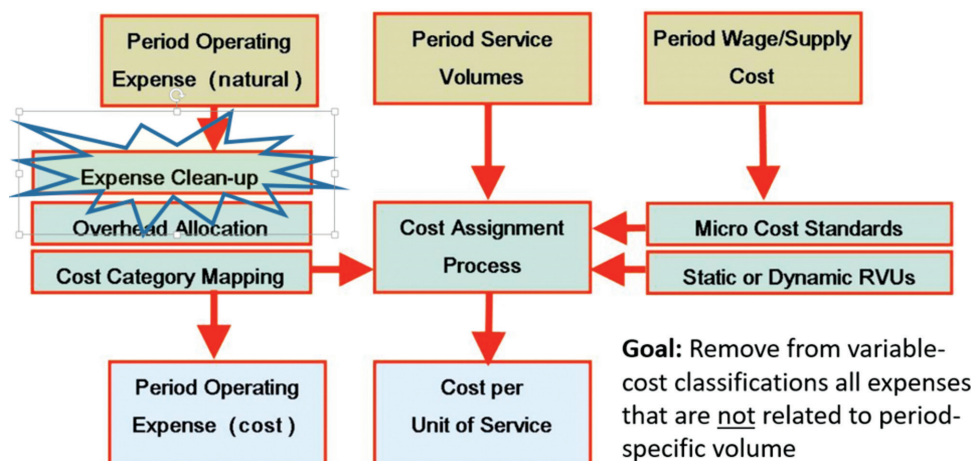 Period Operating
Expense (natural)
Period Service
Volumes
Period Wage/Supply
Cost
Expense Clean-up
Overhead Allocation
Cost Category Mapping
Cost Assignment
Process
Micro Cost Standards
Static or Dynamic RVUs
Period Operating
Expense (cost)
Cost per
Unit of Service
Goal: Remove from variable-
cost classifications all expenses
that are not related to period-
specific volume